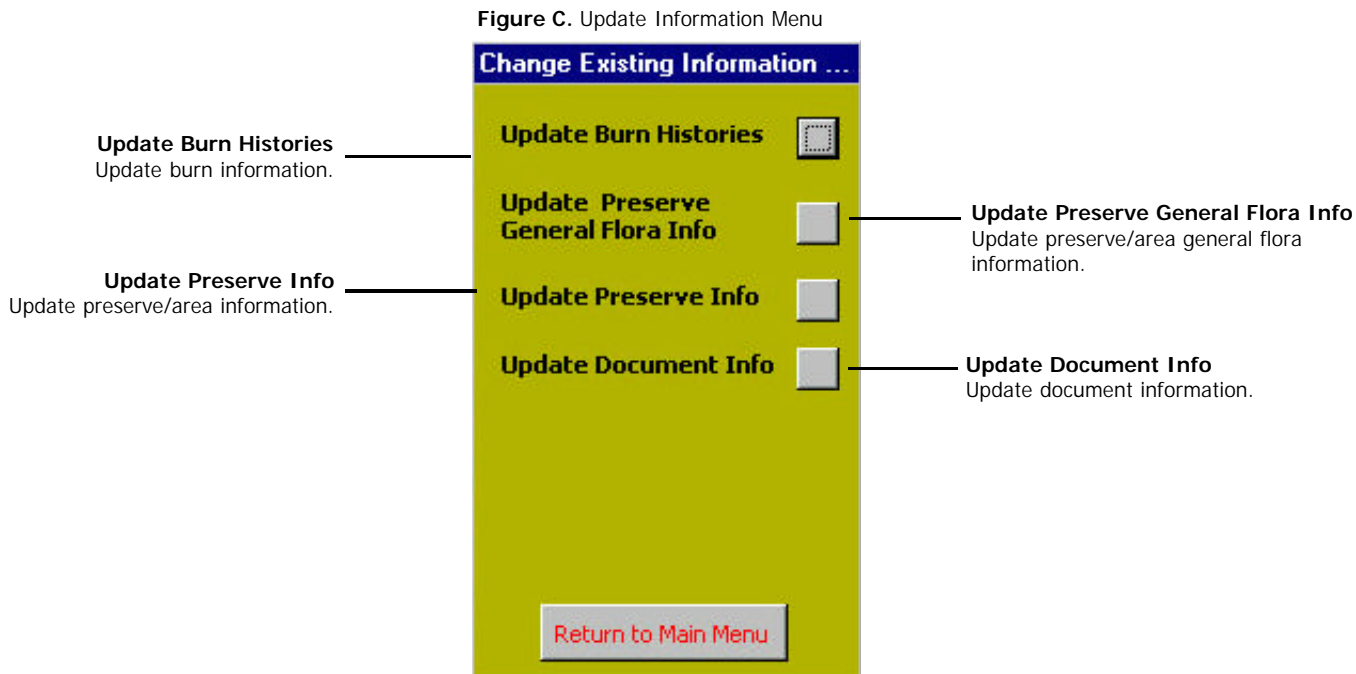 Figure C. Update Information Menu
Change Existing Information ...
Update Burn Histories
Update burn information.
Update Burn Histories
Update Preserve
General Flora Info
Update Preserve General Flora Info
Update preserve/area general flora
information.
Update Preserve Info
Update preserve/area information.
Update Preserve Info
Update Document Info
Update Document Info
Update document information.
Return to Main Menu